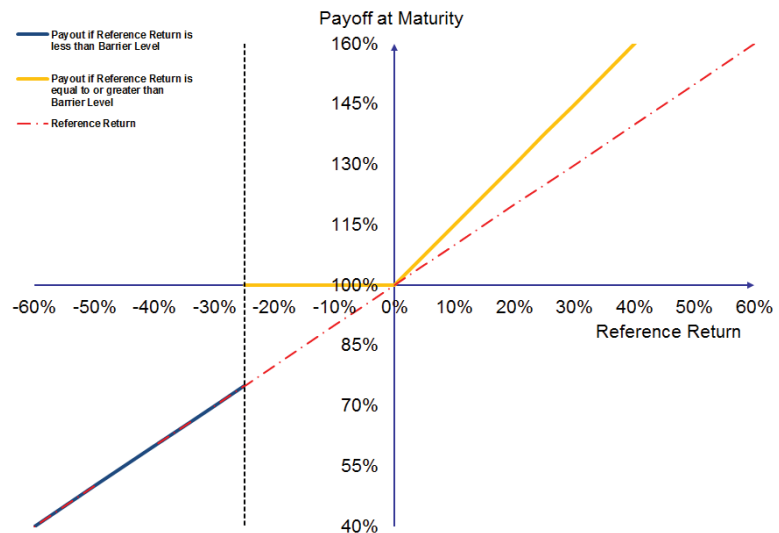 Payoff at Maturity
Payout if Reference Return is
less than Barrier Level
Payout if Reference Return is
equal to or greater than
Barrier Level
Reference Return
160%
145%
130%
115%
100%
-60% -50% -40% -30% -20% -10% 0% 10% 20% 30% 40% 50% 60%
Reference Return
85%
70%
55%
40%